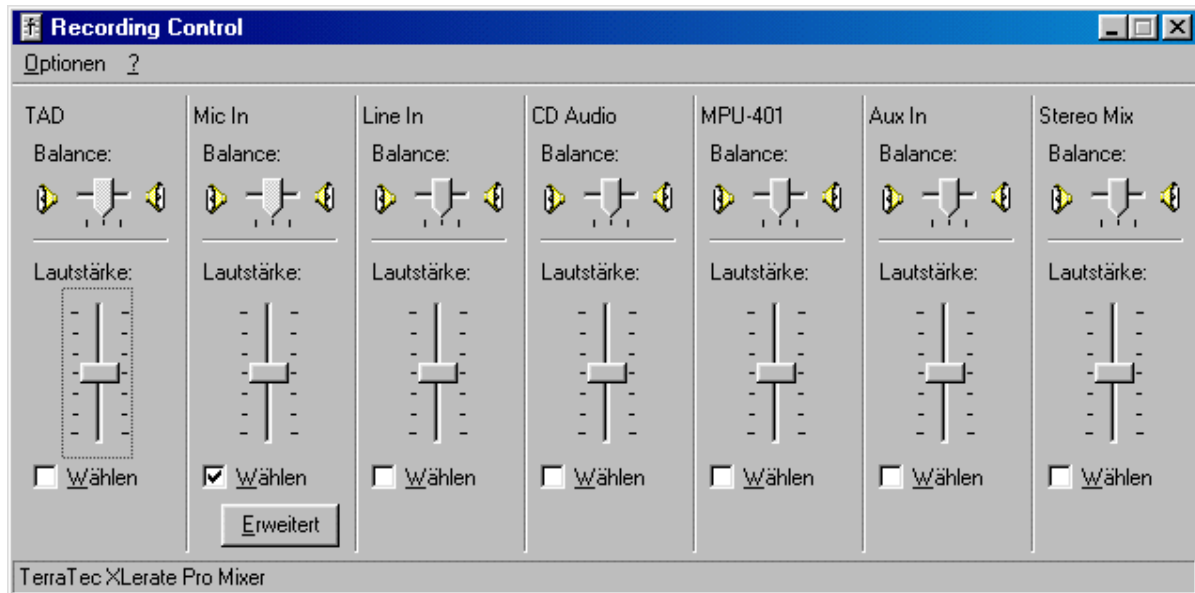 Recording Control
Optionen ?
TAD Mic In Line In CD Audio MPU-401 Aux In Stereo Mix
Balance: Balance: Balance: Balance: Balance: Balance: Balance:
Lautstärke: Lautstärke: Lautstärke: Lautstärke: Lautstärke: Lautstärke: Lautstärke:
Wählen Wählen Wählen Wählen Wählen Wählen Wählen
Erweitert
TerraTec XLerate Pro Mixer